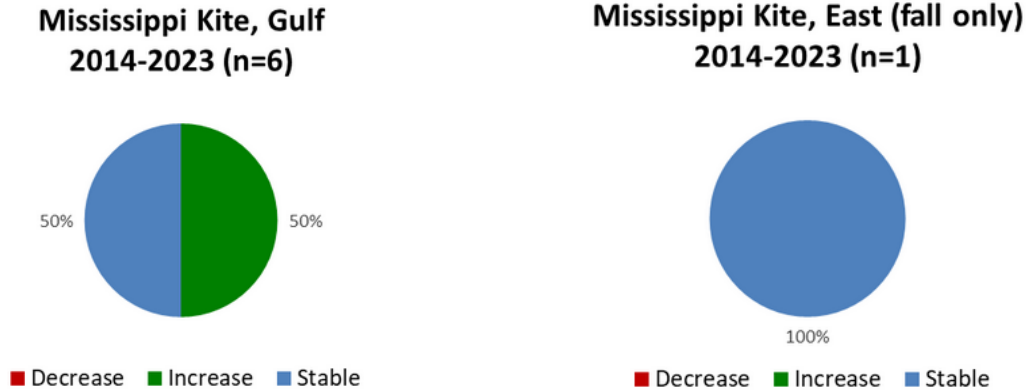 Mississippi Kite, Gulf
2014-2023 (n=6)
50%
50%
Decrease Increase Stable
Mississippi Kite, East (fall only)
2014-2023 (n=1)
100%
Decrease Increase Stable